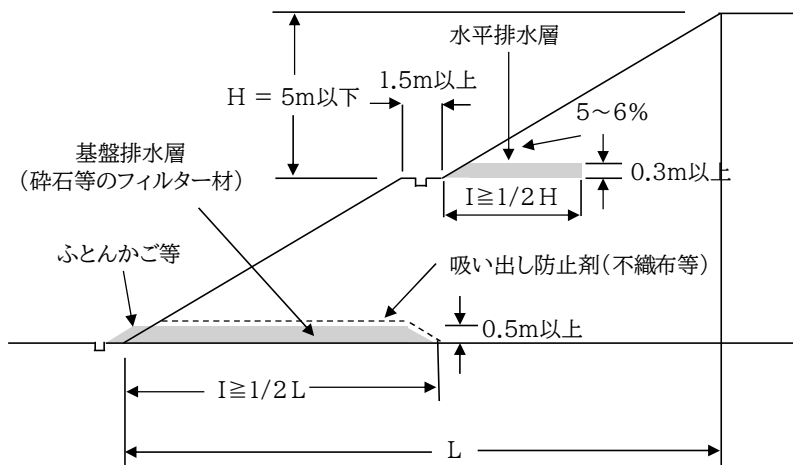 水平排水層
1.5m以上
H = 5m以下
5〜6%
基盤排水層
(砕石等のフィルター材)
0.3m以上
I≧1/2H
ふとんかご等
吸い出し防止剤(不織布等)
0.5m以上
I≧1/2L
L